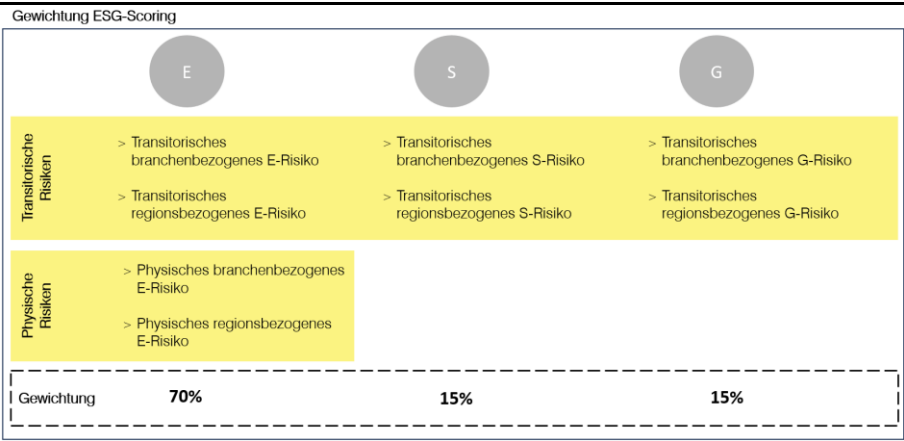 Gewichtung ESG-Scoring
E
S
G
Transitorische
Risiken
> Transitorisches
branchenbezogenes E-Risiko
> Transitorisches
regionsbezogenes E-Risiko
> Transitorisches
branchenbezogenes S-Risiko
> Transitorisches
regionsbezogenes S-Risiko
> Transitorisches
branchenbezogenes G-Risiko
> Transitorisches
regionsbezogenes G-Risiko
Physische
Risiken
> Physisches branchenbezogenes
E-Risiko
> Physisches regionsbezogenes
E-Risiko
Gewichtung
70%
15%
15%